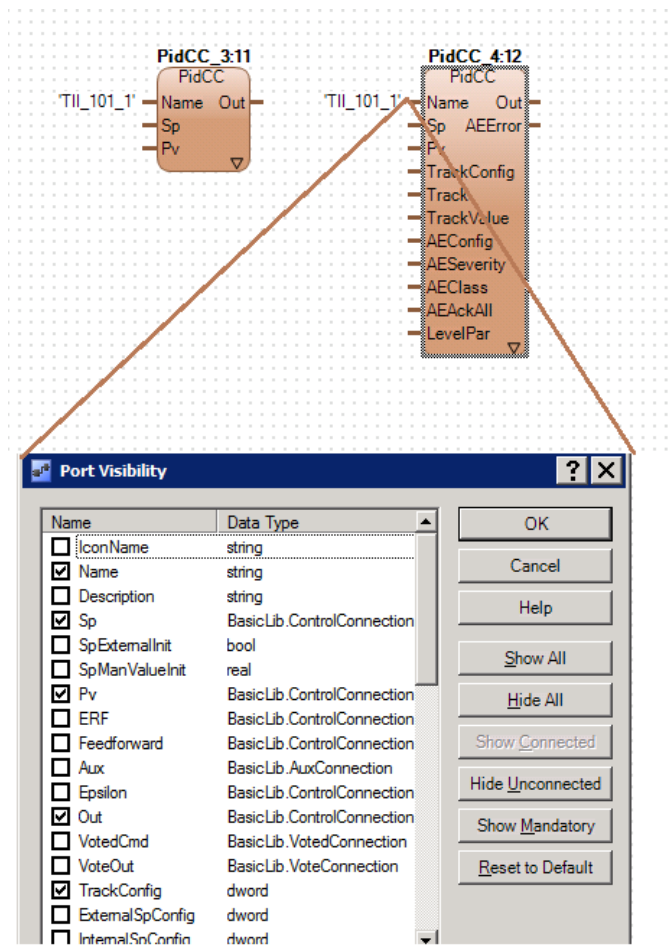 PidCC_3:11
PidCC
'TII_101_1' Name Out
Sp
Pv
PidCC_4:12
PidCC
'TII_101_1' Name Out
Sp AEError
Pv
TrackConfig
Track
TrackValue
AEConfig
AESeverity
AEClass
AEAckAll
LevelPar
Port Visibility
Name Data Type
IconName string
Name string
Description string
Sp BasicLib.ControlConnection
SpExternalInit bool
SpManValueInit real
Pv BasicLib.ControlConnection
ERF BasicLib.ControlConnection
Feedforward BasicLib.ControlConnection
Aux BasicLib.AuxConnection
Epsilon BasicLib.ControlConnection
Out BasicLib.ControlConnection
VotedCmd BasicLib.VotedConnection
VoteOut BasicLib.VoteConnection
TrackConfig dword
ExternalSpConfig dword
InternalSpConfig dword
OK
Cancel
Help
Show All
Hide All
Show Connected
Hide Unconnected
Show Mandatory
Reset to Default